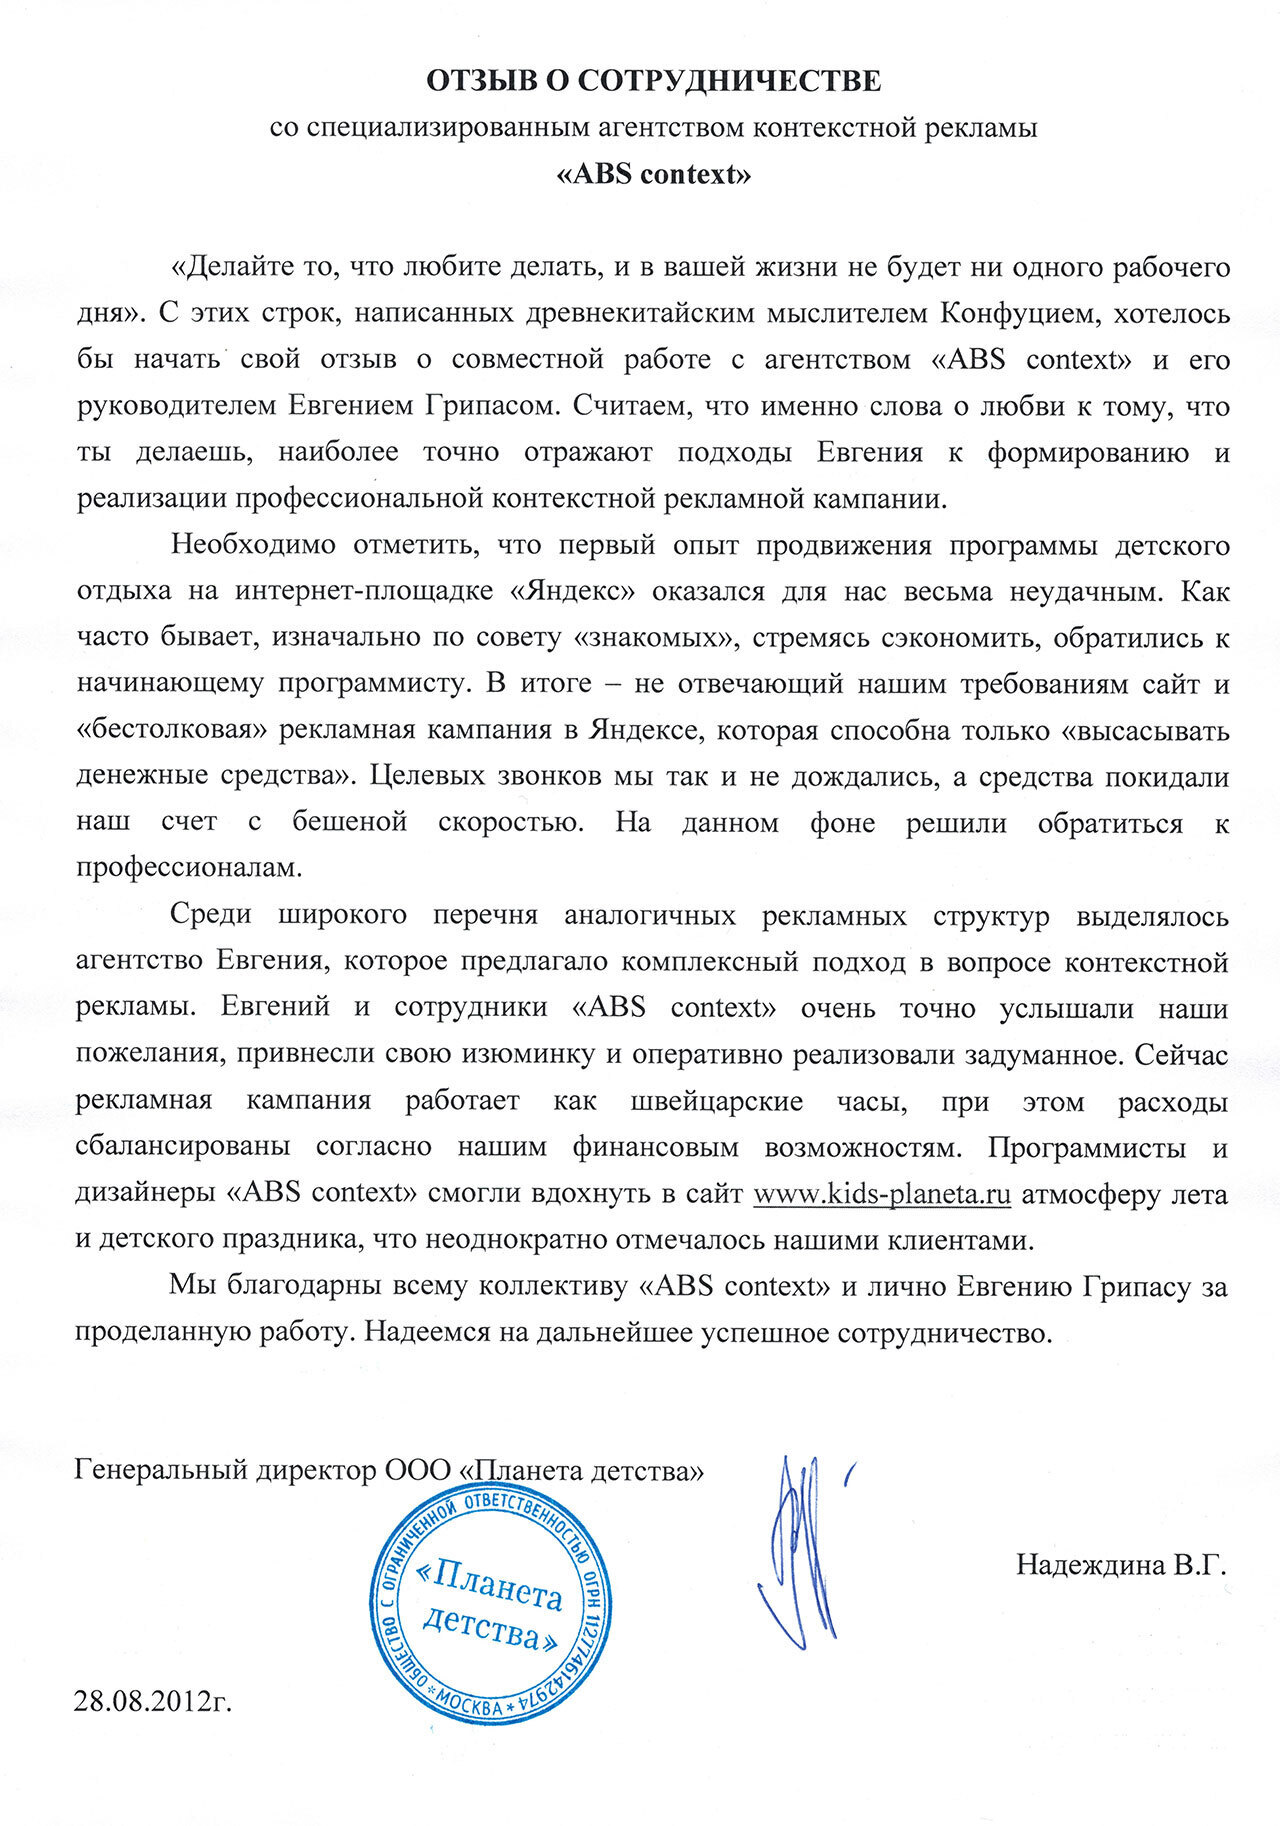 ОТЗЫВ О СОТРУДНИЧЕСТВЕ
со специализированным агентством контекстной рекламы
«ABS context»
«Делайте то, что любите делать, и в вашей жизни не будет ни одного рабочего
дня». С этих строк, написанных древнекитайским мыслителем Конфуцием, хотелось
бы начать свой отзыв о совместной работе с агентством «ABS context» и его
руководителем Евгением Грипасом. Считаем, что именно слова о любви к тому, что
ты делаешь, наиболее точно отражают подходы Евгения к формированию и
реализации профессиональной контекстной рекламной кампании.
Необходимо отметить, что первый опыт продвижения программы детского
отдыха на интернет-площадке «Яндекс» оказался для нас весьма неудачным. Как
часто бывает, изначально по совету «знакомых», стремясь сэкономить, обратились к
начинающему программисту. В итоге – не отвечающий нашим требованиям сайт и
«бестолковая» рекламная кампания в Яндексе, которая способна только «высасывать
денежные средства». Целевых звонков мы так и не дождались, а средства покидали
наш счет с бешеной скоростью. На данном фоне решили обратиться к
профессионалам.
Среди широкого перечня аналогичных рекламных структур выделялось
агентство Евгения, которое предлагало комплексный подход в вопросе контекстной
рекламы. Евгений и сотрудники «ABS context» очень точно услышали наши
пожелания, привнесли свою изюминку и оперативно реализовали задуманное. Сейчас
рекламная кампания работает как швейцарские часы, при этом расходы
сбалансированы согласно нашим финансовым возможностям. Программисты и
дизайнеры «ABS context» смогли вдохнуть в сайт www.kids-planeta.ru атмосферу лета
и детского праздника, что неоднократно отмечалось нашими клиентами.
Мы благодарны всему коллективу «ABS context» и лично Евгению Грипасу за
проделанную работу. Надеемся на дальнейшее успешное сотрудничество.
Генеральный директор ООО «Планета детства»
ОБЩЕСТВО С ОГРАНИЧЕННОЙ ОТВЕТСТВЕННОСТЬЮ ОГРН 1127746142974
* МОСКВА *
«Планета
детства»
Надеждина В.Г.
28.08.2012г.